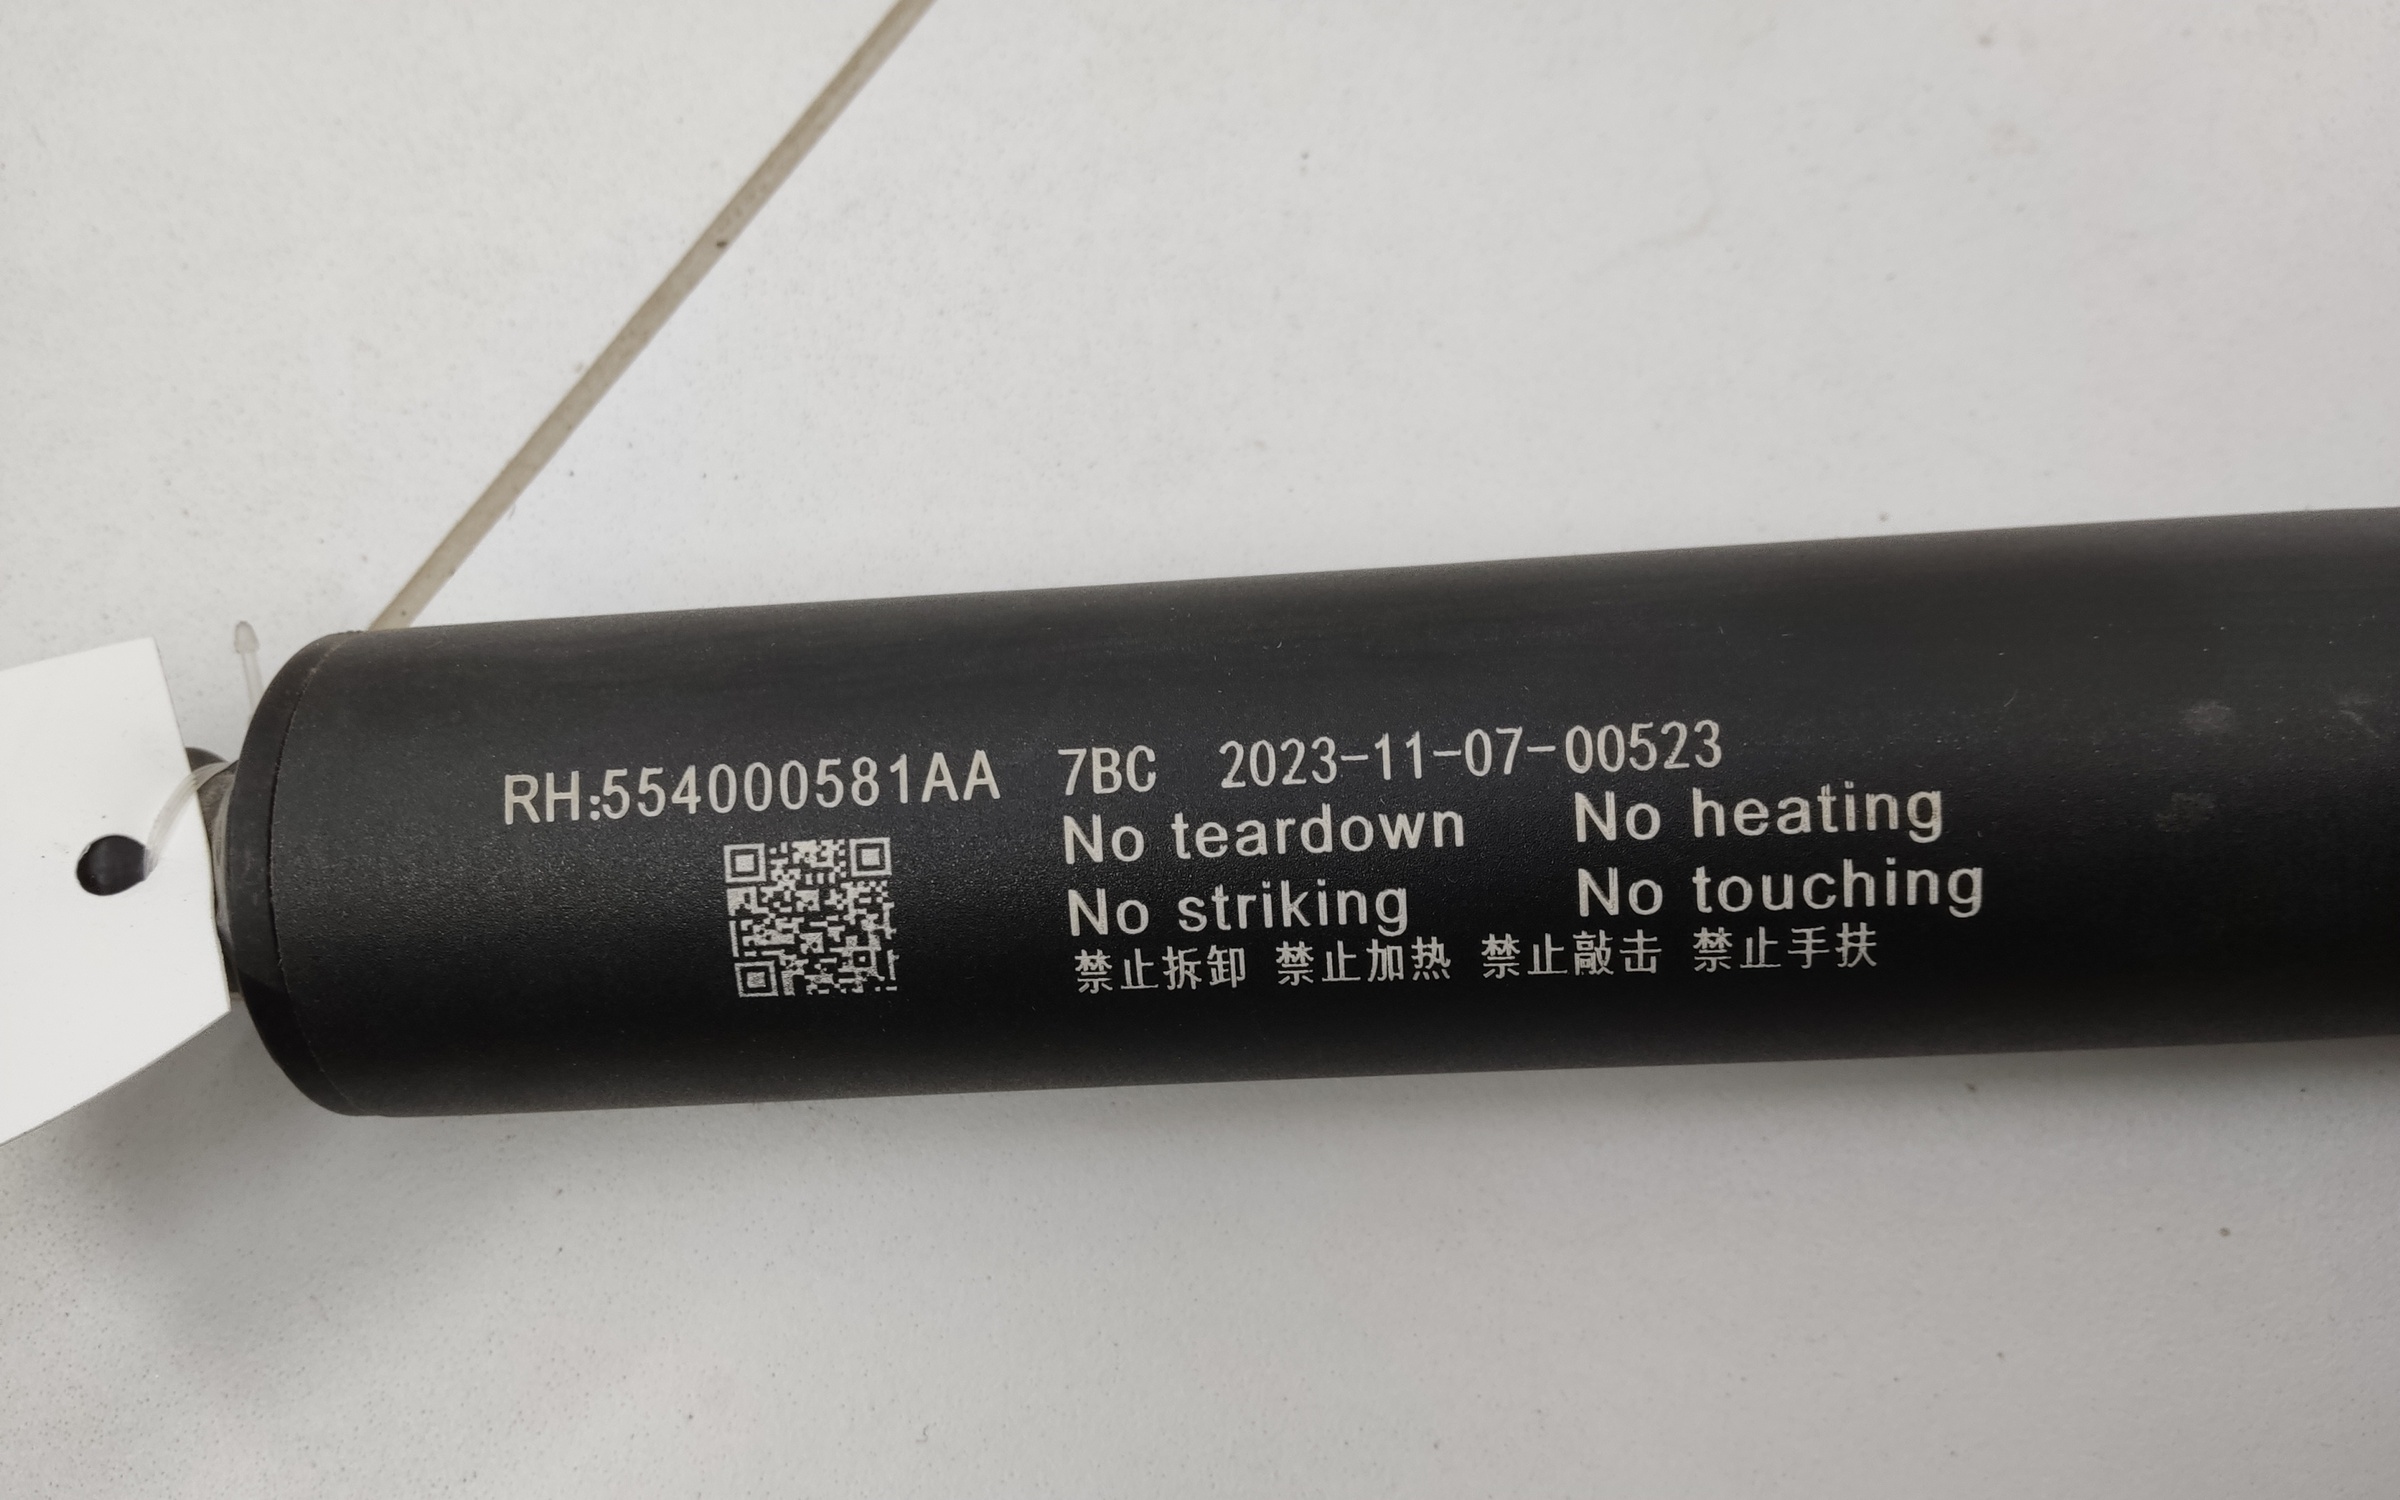 RH:554000581AA 7BC 2023-11-07-00523
No teardown No heating
No striking No touching
禁止拆卸 禁止加热 禁止敲击 禁止手扶